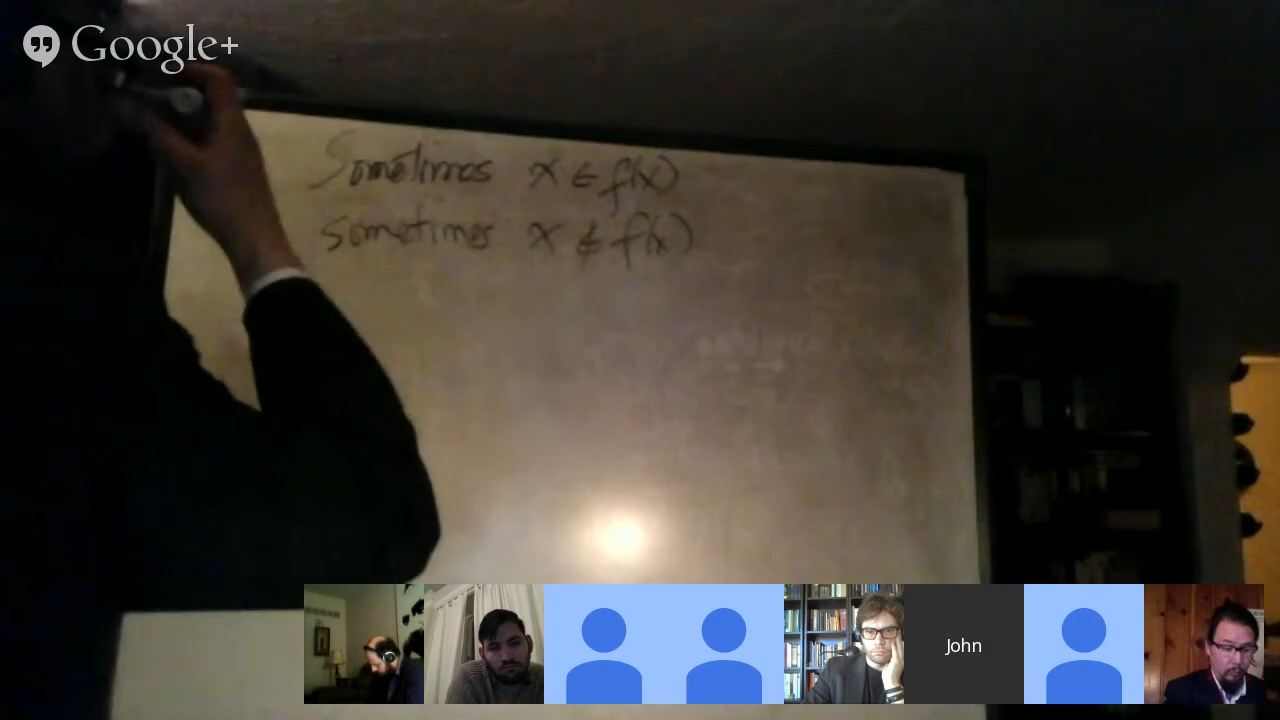 Google+
Sometimes x ∈ f(x)
sometimes x ∉ f(x)
John